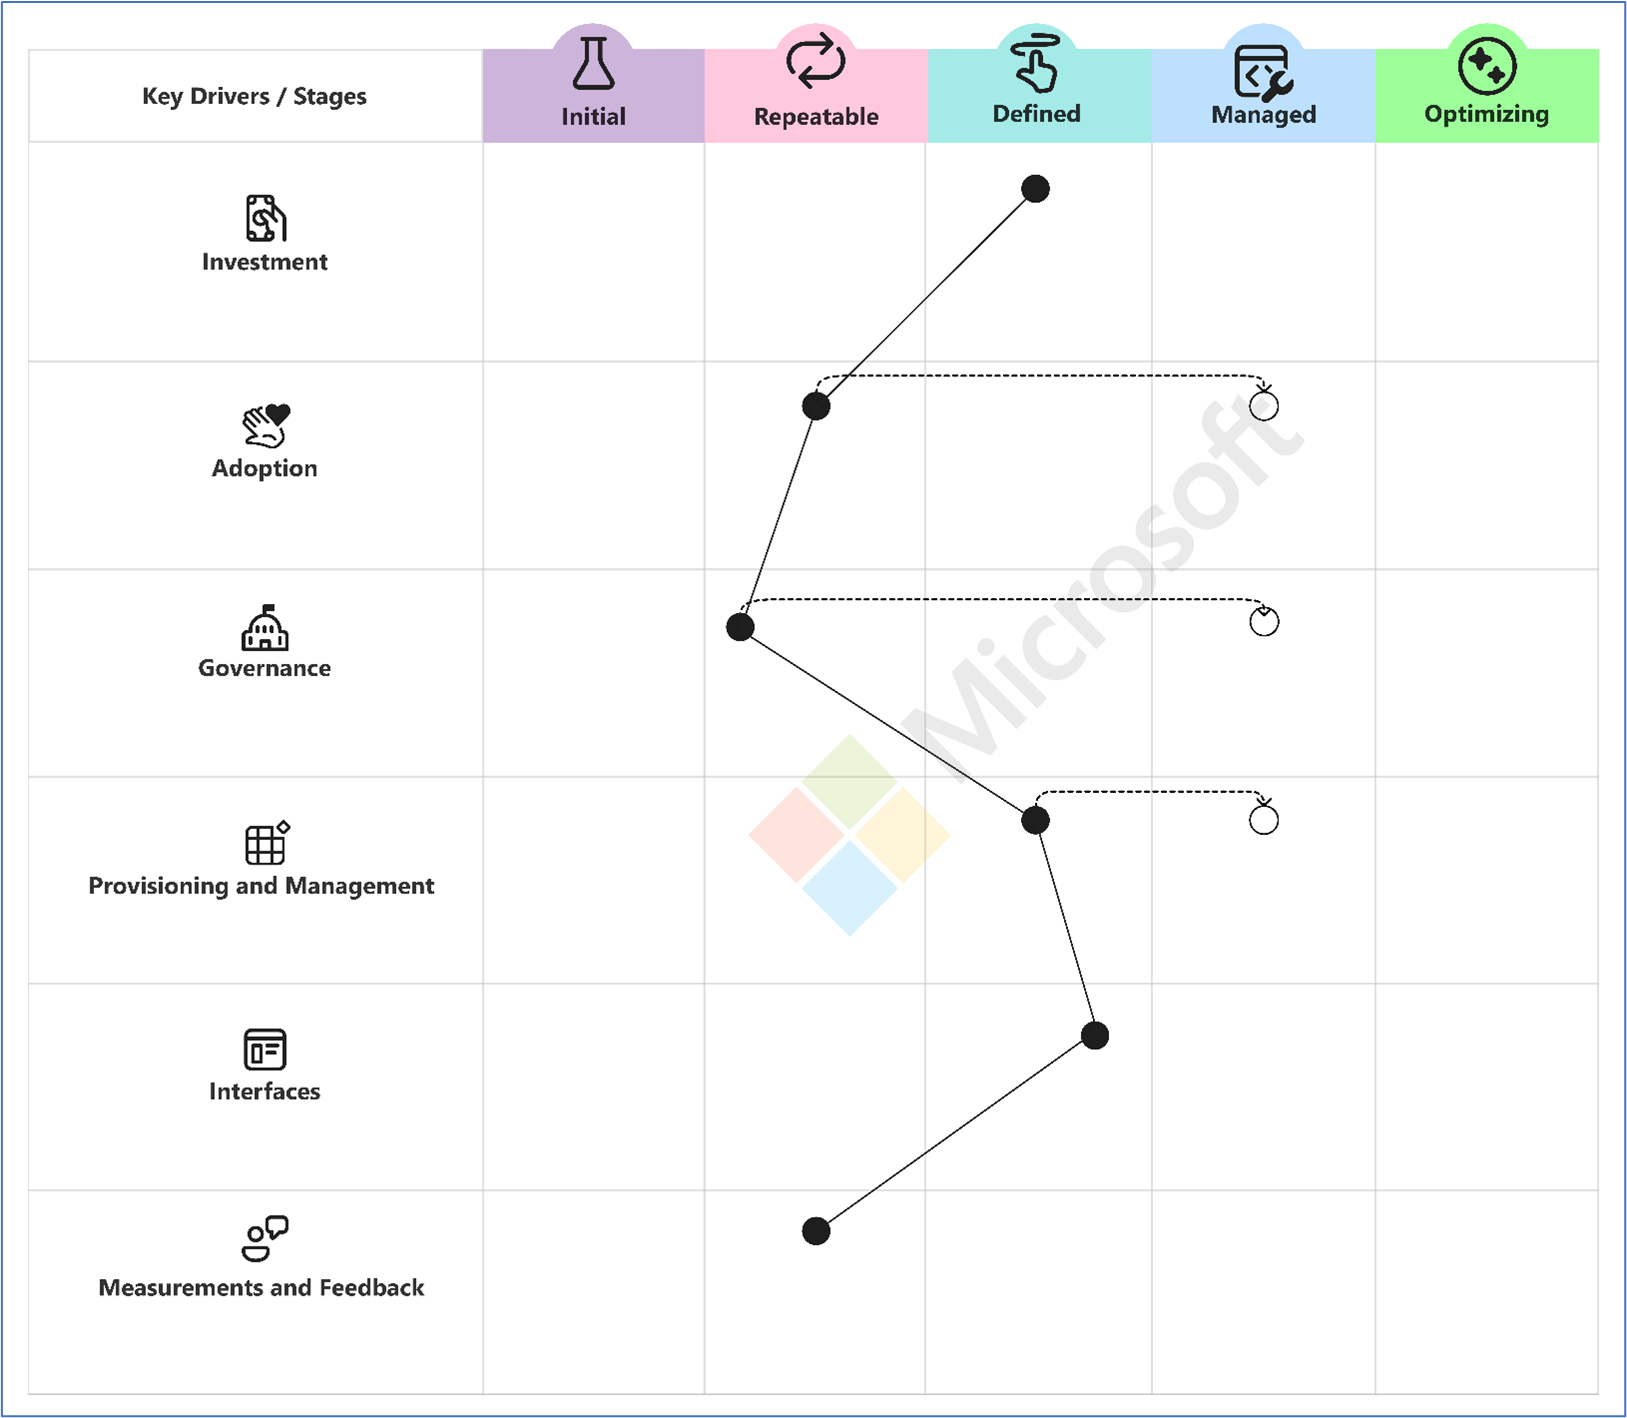 Key Drivers / Stages
Initial
Repeatable
Defined
Managed
Optimizing
Investment
Adoption
Governance
Provisioning and Management
Interfaces
Measurements and Feedback
Microsoft